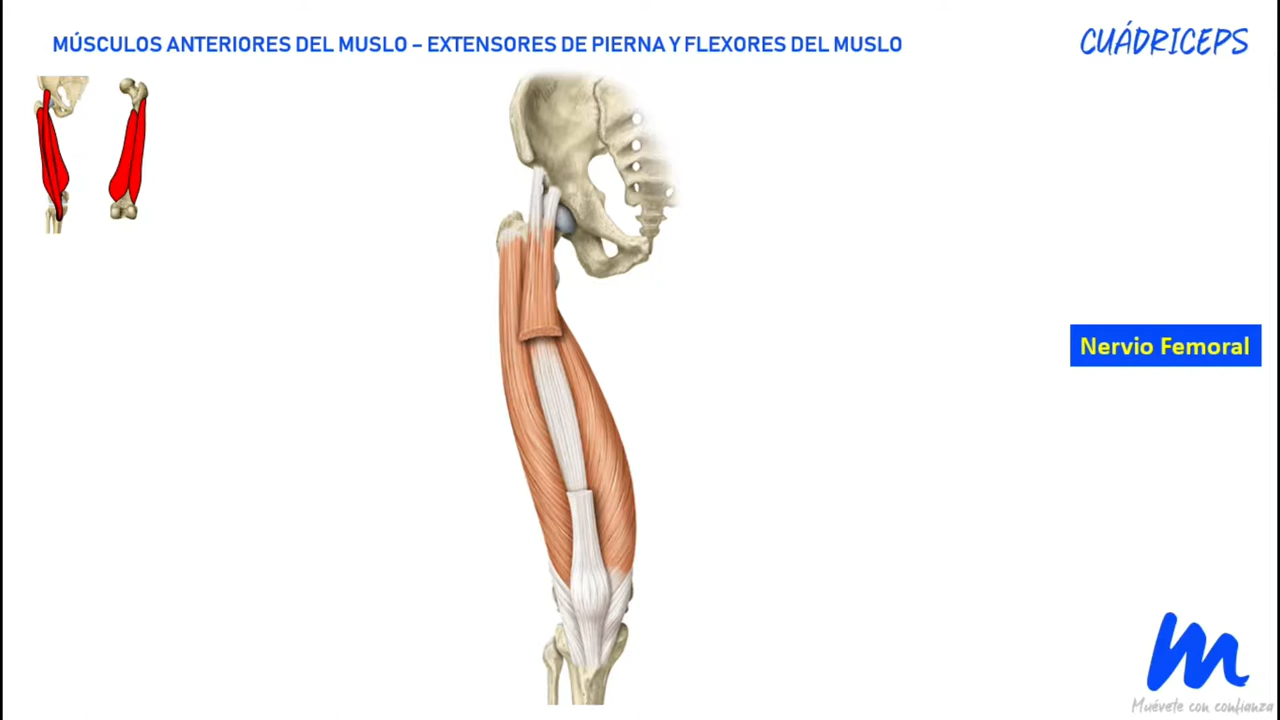 MÚSCULOS ANTERIORES DEL MUSLO – EXTENSORES DE PIERNA Y FLEXORES DEL MUSLO
CUÁDRICEPS
Nervio Femoral
Muévete con confianza